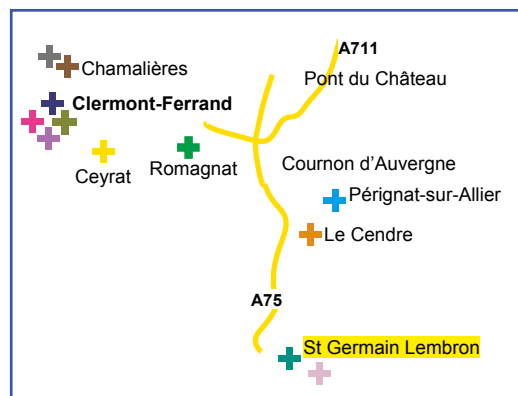 A711
Chamalières
Pont du Château
Clermont-Ferrand
Ceyrat
Romagnat
Cournon d'Auvergne
Pérignat-sur-Allier
Le Cendre
A75
St Germain Lembron